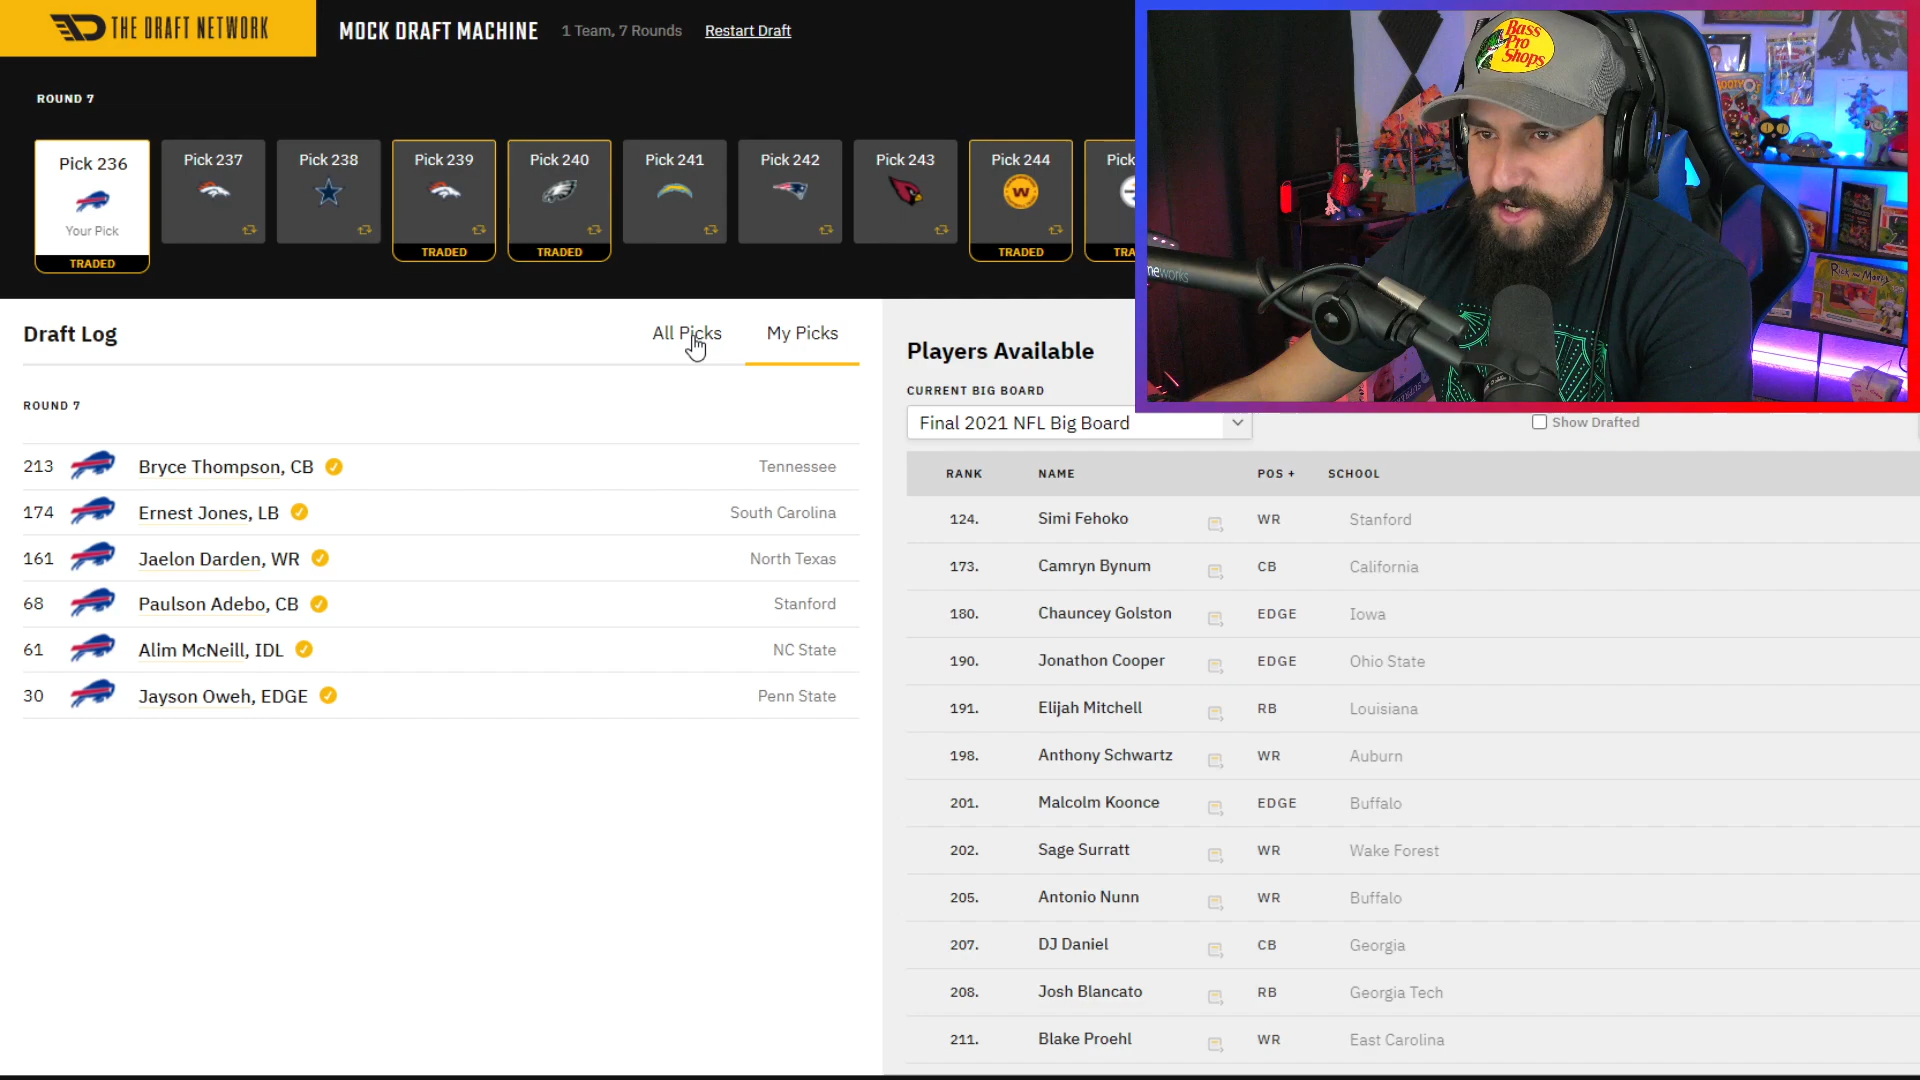 THE DRAFT NETWORK
MOCK DRAFT MACHINE
1 Team, 7 Rounds
Restart Draft
ROUND 7
Pick 236
Your Pick
TRADED
Pick 237
Pick 238
Pick 239
TRADED
Pick 240
TRADED
Pick 241
Pick 242
Pick 243
Pick 244
W
TRADED
Pick
TRA
Bass
Pro
Shops
Rick and Morty
Draft Log
All Picks
My Picks
ROUND 7
213 Bryce Thompson, CB Tennessee
174 Ernest Jones, LB South Carolina
161 Jaelon Darden, WR North Texas
68 Paulson Adebo, CB Stanford
61 Alim McNeill, IDL NC State
30 Jayson Oweh, EDGE Penn State
Players Available
CURRENT BIG BOARD
Final 2021 NFL Big Board
Show Drafted
RANK NAME POS + SCHOOL
124. Simi Fehoko WR Stanford
173. Camryn Bynum CB California
180. Chauncey Golston EDGE Iowa
190. Jonathon Cooper EDGE Ohio State
191. Elijah Mitchell RB Louisiana
198. Anthony Schwartz WR Auburn
201. Malcolm Koonce EDGE Buffalo
202. Sage Surratt WR Wake Forest
205. Antonio Nunn WR Buffalo
207. DJ Daniel CB Georgia
208. Josh Blancato RB Georgia Tech
211. Blake Proehl WR East Carolina